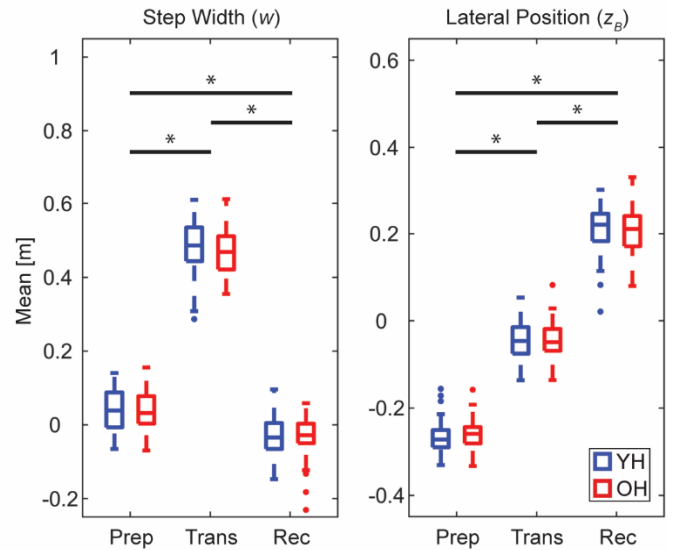 Step Width (w)
Mean [m]
1
0.8
0.6
0.4
0.2
0
-0.2
*
*
*
Prep Trans Rec
Lateral Position (z_B)
0.6
0.4
0.2
0
-0.2
-0.4
*
*
*
Prep Trans Rec
YH
OH